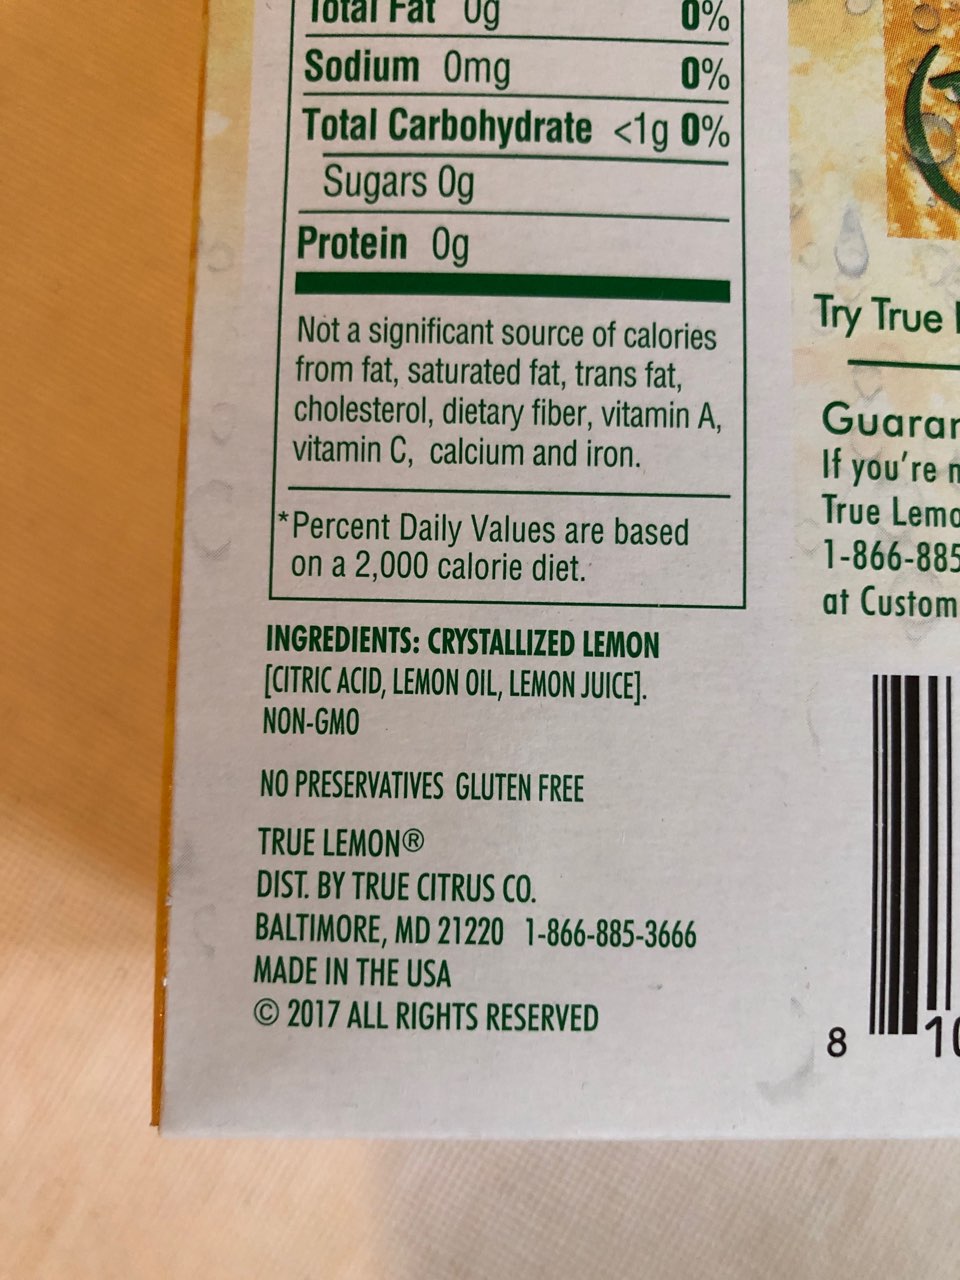 Total Fat 0g 0%
Sodium 0mg 0%
Total Carbohydrate <1g 0%
Sugars 0g
Protein 0g
Not a significant source of calories
from fat, saturated fat, trans fat,
cholesterol, dietary fiber, vitamin A,
vitamin C, calcium and iron.
*Percent Daily Values are based
on a 2,000 calorie diet.
INGREDIENTS: CRYSTALLIZED LEMON
[CITRIC ACID, LEMON OIL, LEMON JUICE].
NON-GMO
NO PRESERVATIVES GLUTEN FREE
TRUE LEMON®
DIST. BY TRUE CITRUS CO.
BALTIMORE, MD 21220 1-866-885-3666
MADE IN THE USA
© 2017 ALL RIGHTS RESERVED
Try True
If you're
True
1-866-885
at
8 10